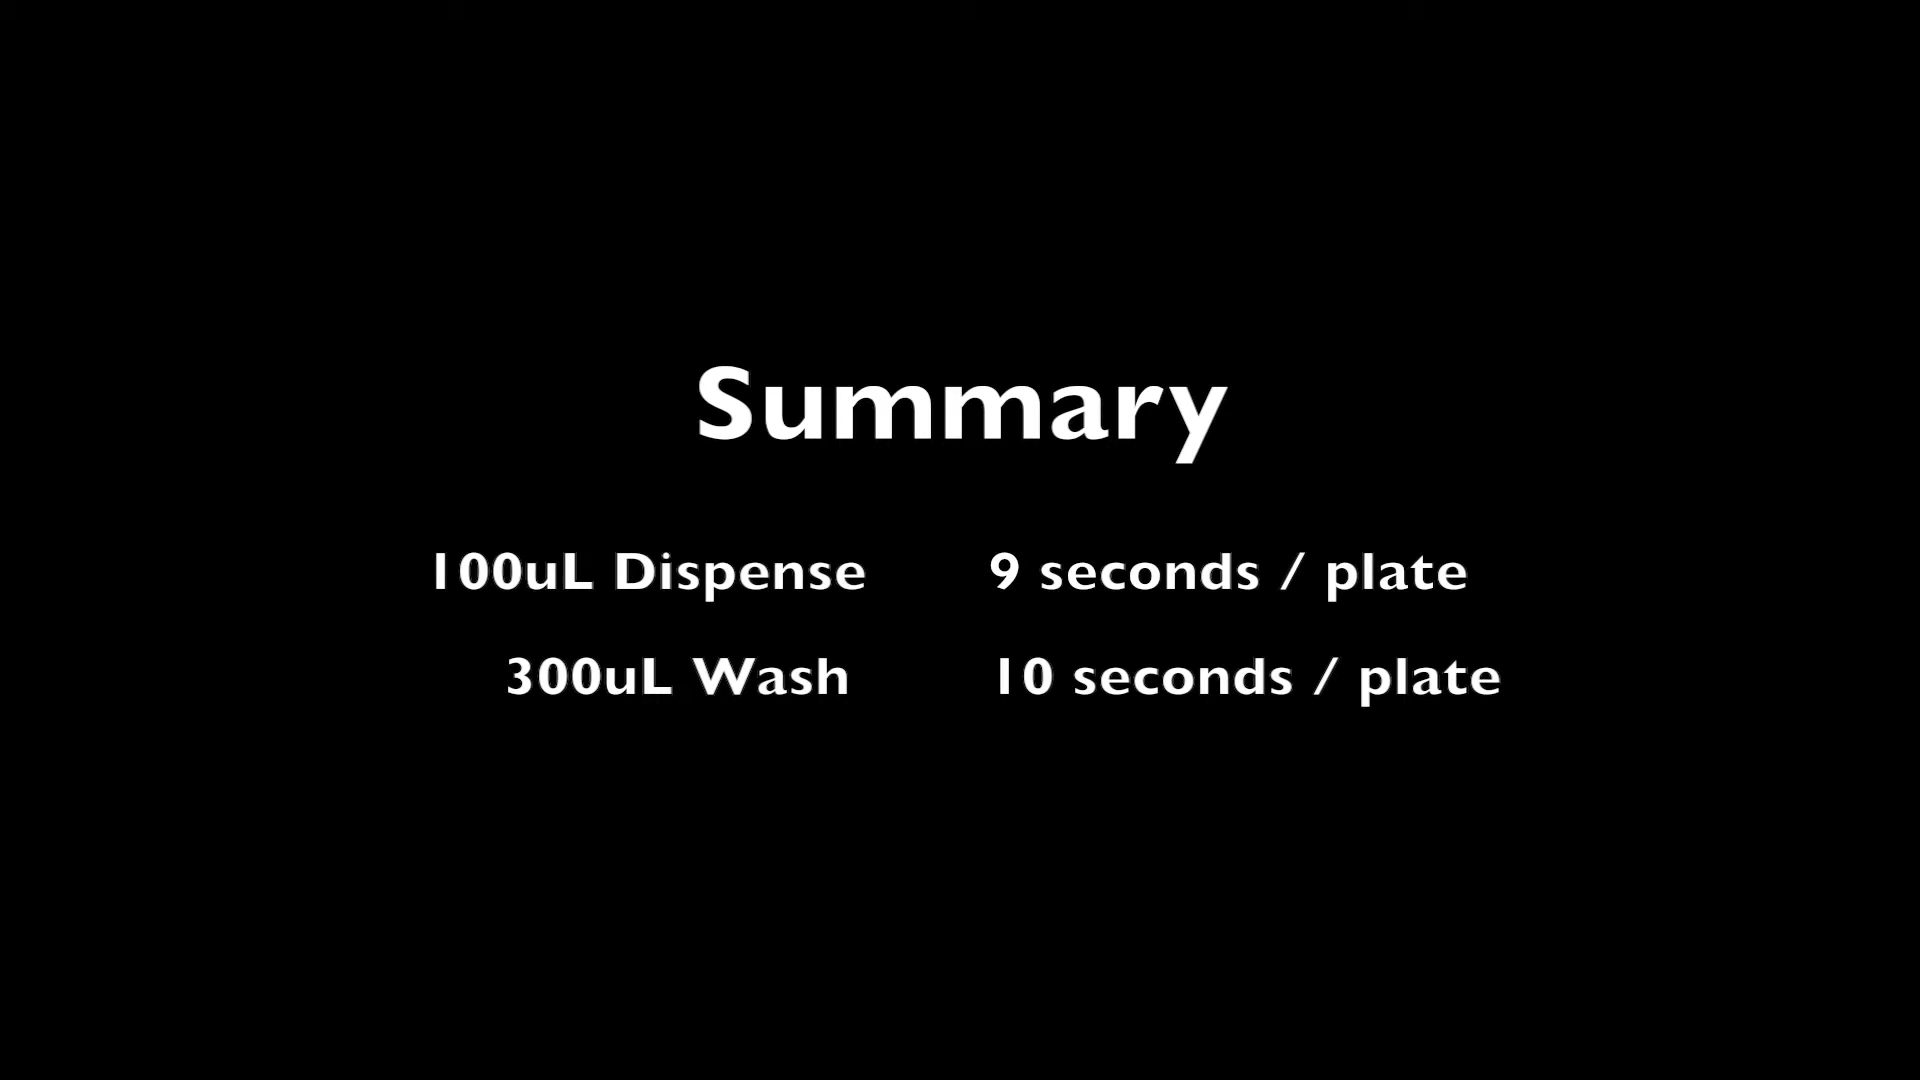 Summary
100uL Dispense 9 seconds / plate
300uL Wash 10 seconds / plate